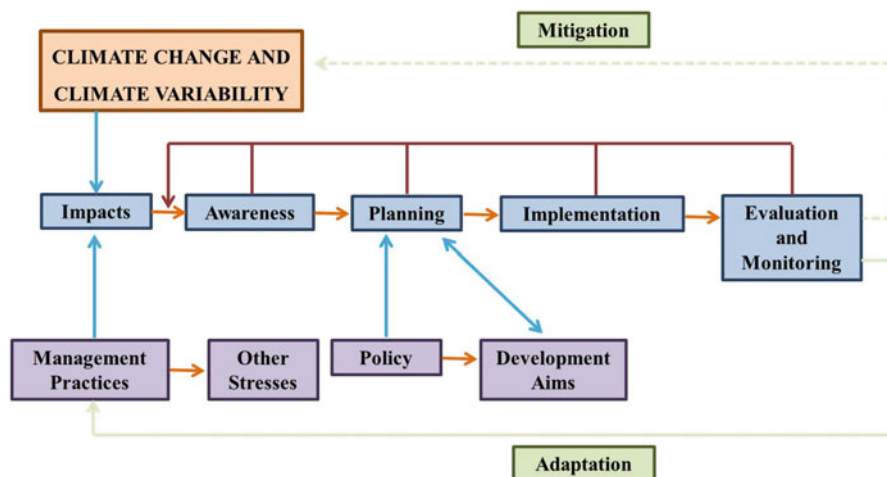 Mitigation
CLIMATE CHANGE AND
CLIMATE VARIABILITY
Impacts
Awareness
Planning
Implementation
Evaluation
and
Monitoring
Management
Practices
Other
Stresses
Policy
Development
Aims
Adaptation